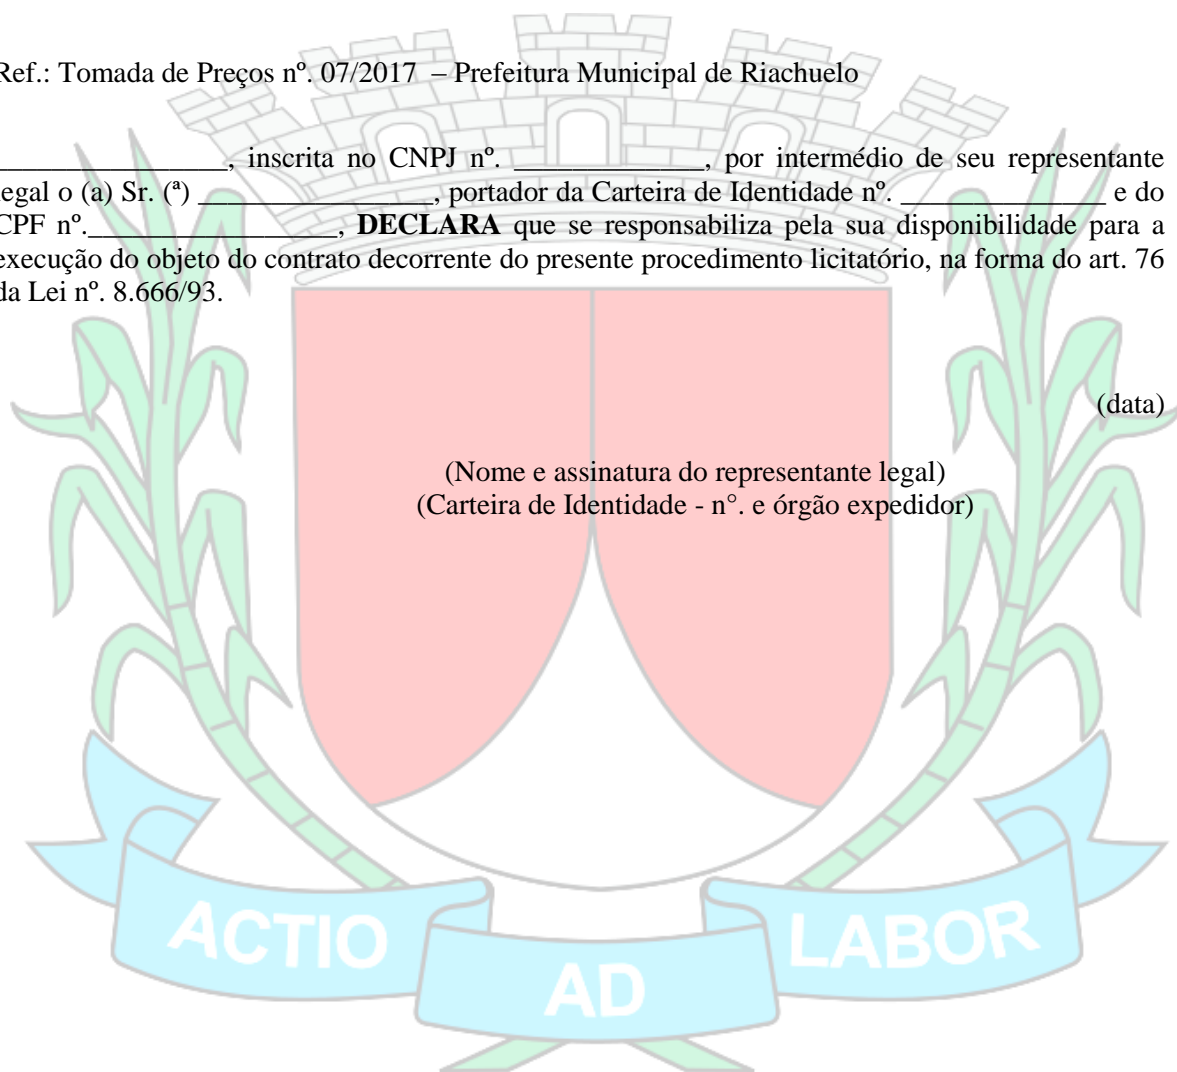 Ref.: Tomada de Preços nº. 07/2017 – Prefeitura Municipal de Riachuelo
________________, inscrita no CNPJ nº. _____________, por intermédio de seu representante
legal o (a) Sr. (ª) ________________, portador da Carteira de Identidade nº. ______________ e do
CPF nº._________________, DECLARA que se responsabiliza pela sua disponibilidade para a
execução do objeto do contrato decorrente do presente procedimento licitatório, na forma do art. 76
da Lei nº. 8.666/93.
(data)
(Nome e assinatura do representante legal)
(Carteira de Identidade - n°. e órgão expedidor)
ACTIO
AD
LABOR